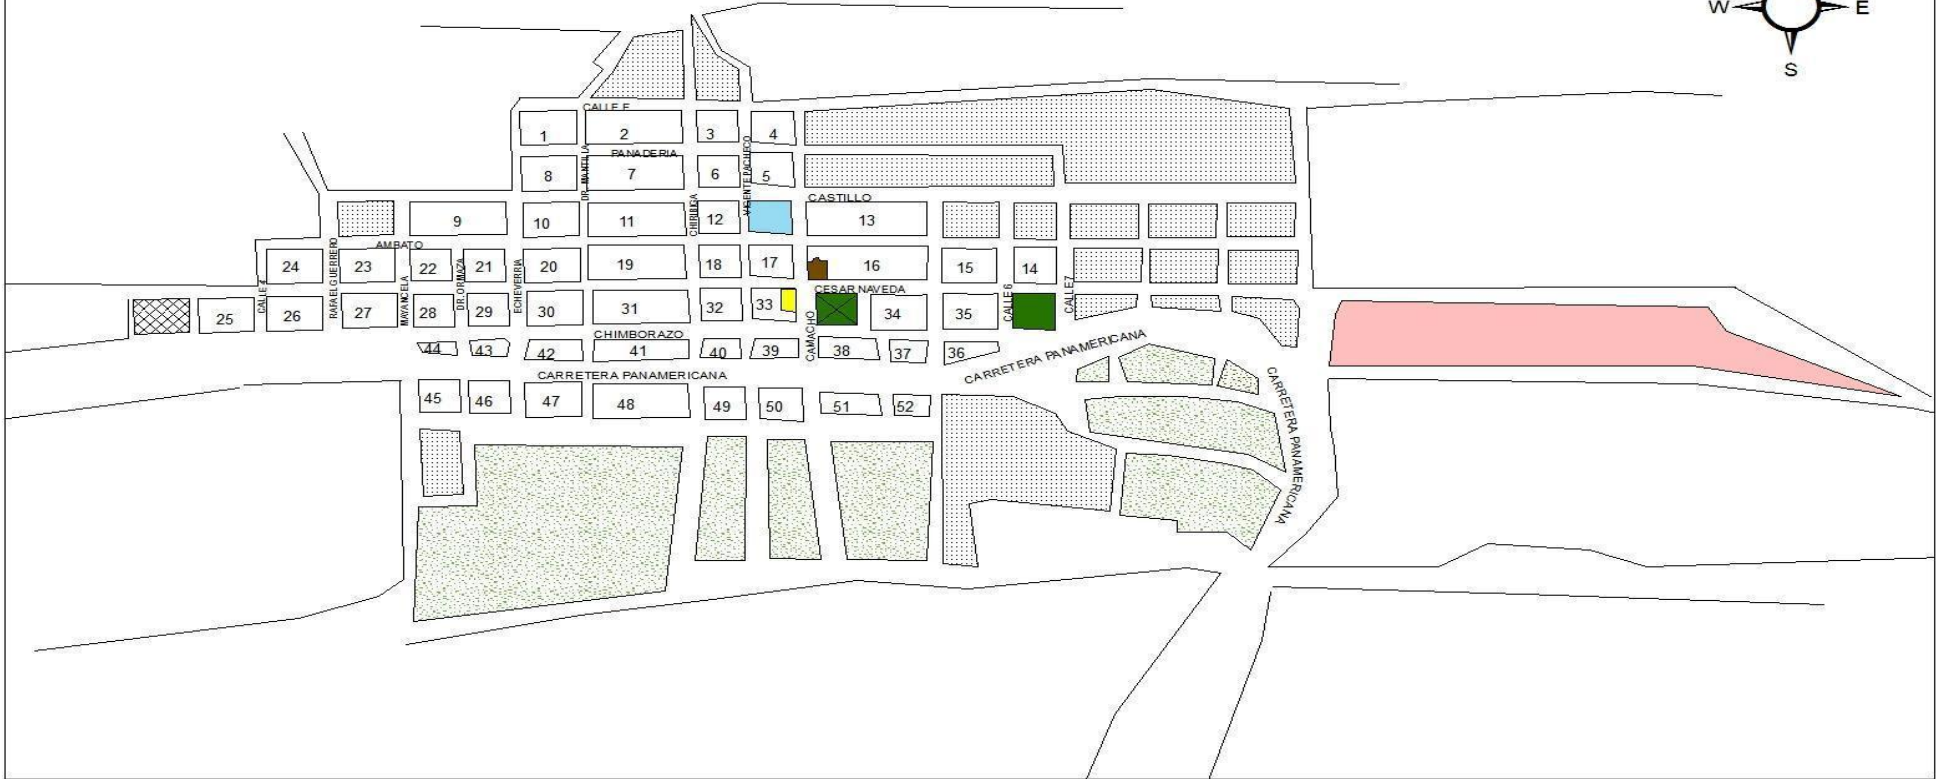 W E
S
CALLE E
1 2 3 4
PANADERIA
8 7 6 5
DR. MANTILLA
VICENTE PACHECO
CASTILLO
9 10 11 12 13
CHIRIBOGA
AMBATO
24 23 22 21 20 19 18 17 16 15 14
CALLE 4
RAFAEL GUERRERO
MAYANCELA
DR. ORMAZA
ECHEVERRIA
CESAR NAVEDA
CALLE 6
CALLE 7
25 26 27 28 29 30 31 32 33 34 35
CHIMBORAZO
CAMACHO
44 43 42 41 40 39 38 37 36
CARRETERA PANAMERICANA
CARRETERA PANAMERICANA
CARRETERA PANAMERICANA
45 46 47 48 49 50 51 52